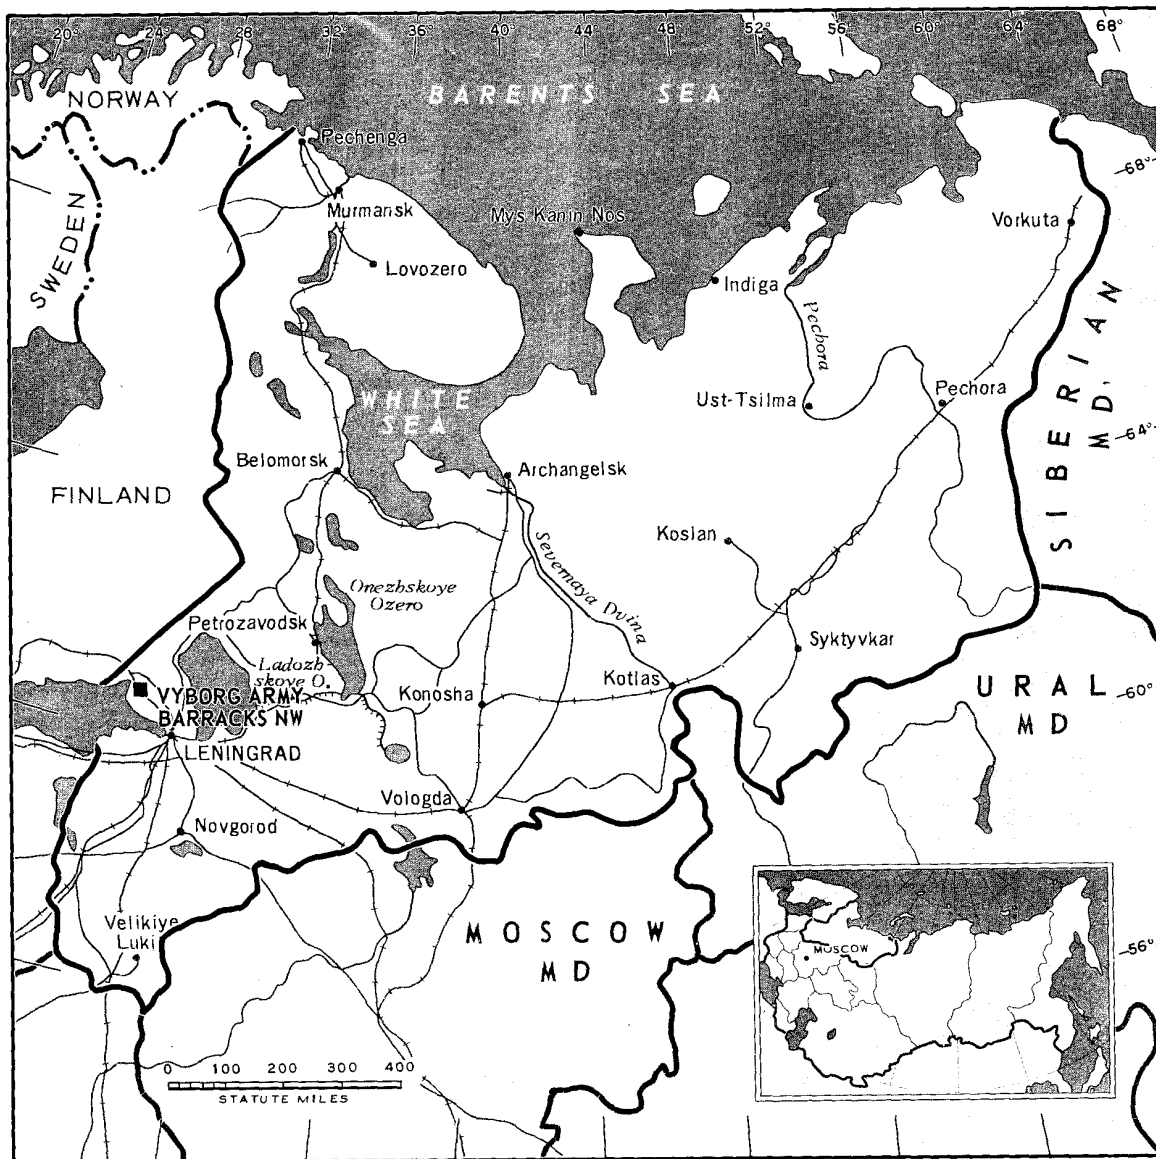 20° 24° 28° 32° 36° 40° 44° 48° 52° 56° 60° 64° 68°
BARENTS SEA
NORWAY
Pechenga
68°
SWEDEN
Murmansk
Mys Kanin Nos
Vorkuta
Lovozero
Indiga
Pechora
SIBERIAN
MD.
WHITE
SEA
Ust-Tsilma
Pechora
64°
Belomorsk
Archangelsk
FINLAND
Koslan
Severnaya Dvina
Onezhskoye
Ozero
Petrozavodsk
Syktyvkar
Ladozh
skoye O.
Kotlas
Konosha
URAL
MD
60°
VYBORG ARMY
BARRACKS NW
LENINGRAD
Vologda
Novgorod
Velikiye
Luki
MOSCOW
MD
56°
MOSCOW
0 100 200 300 400
STATUTE MILES